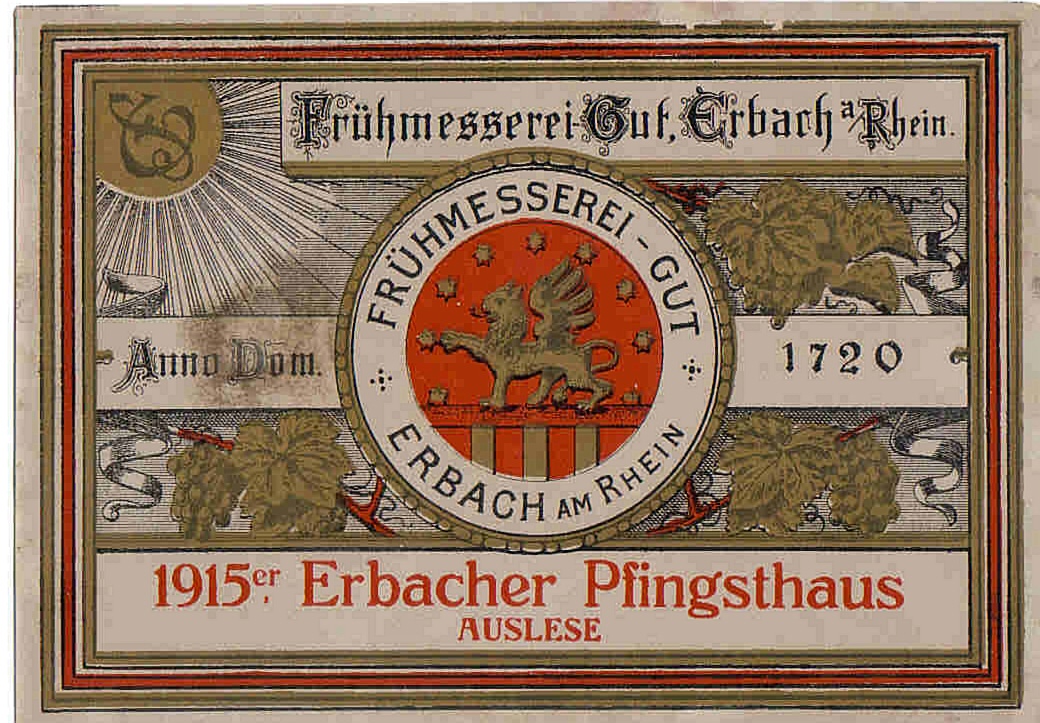 Frühmesserei-Gut, Erbach a/Rhein.
FRÜHMESSEREI-GUT
Anno Dom. 1720
ERBACH AM RHEIN
1915er Erbacher Pfingsthaus
AUSLESE